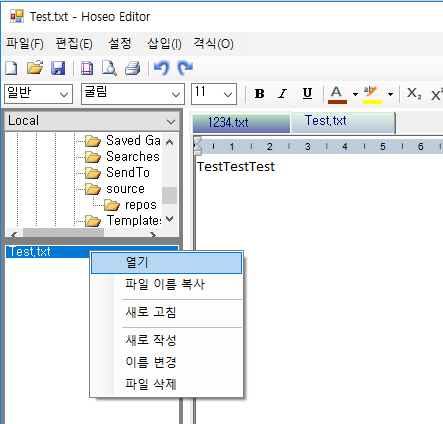 Test.txt - Hoseo Editor
파일(F) 편집(E) 설정 삽입(I) 격식(O)
일반 굴림 11 B I U A ab X₂ X
Local
1234.txt Test.txt
Saved Ga
Searches
SendTo
source
repos
Templates
1 2 3 4 5 6 7 8
TestTestTest
Test.txt
열기
파일 이름 복사
새로 고침
새로 작성
이름 변경
파일 삭제